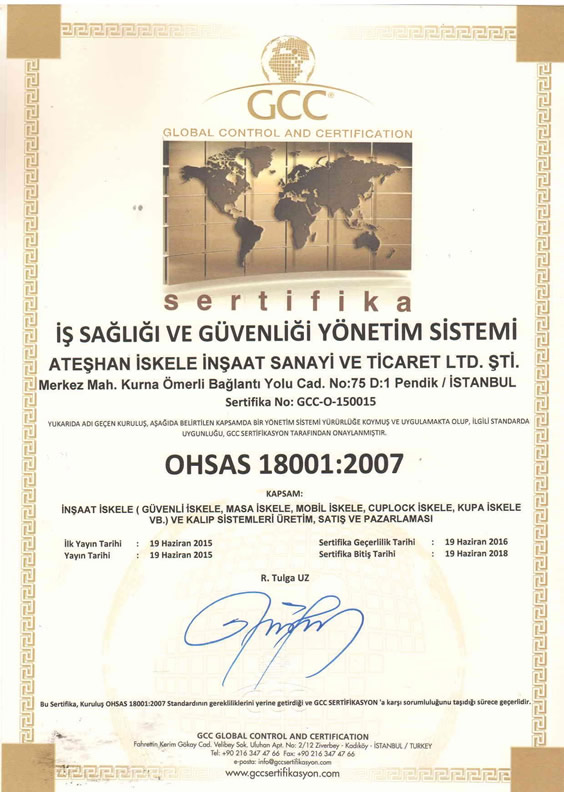 GCC®
GLOBAL CONTROL AND CERTIFICATION
sertifika
İŞ SAĞLIĞI VE GÜVENLİĞİ YÖNETİM SİSTEMİ
ATEŞHAN İSKELE İNŞAAT SANAYİ VE TİCARET LTD. ŞTİ.
Merkez Mah. Kurna Ömerli Bağlantı Yolu Cad. No:75 D:1 Pendik / İSTANBUL
Sertifika No: GCC-O-150015
YUKARIDA ADI GEÇEN KURULUŞ, AŞAĞIDA BELİRTİLEN KAPSAMDA BİR YÖNETİM SİSTEMİ YÜRÜRLÜĞE KOYMUŞ VE UYGULAMAKTA OLUP, İLGİLİ STANDARDA
UYGUNLUĞU, GCC SERTİFİKASYON TARAFINDAN ONAYLANMIŞTIR.
OHSAS 18001:2007
KAPSAM:
İNŞAAT İSKELE ( GÜVENLİ İSKELE, MASA İSKELE, MOBİL İSKELE, CUPLOCK İSKELE, KUPA İSKELE
VB.) VE KALIP SİSTEMLERİ ÜRETİM, SATIŞ VE PAZARLAMASI
İlk Yayın Tarihi : 19 Haziran 2015 Sertifika Geçerlilik Tarihi : 19 Haziran 2016
Yayın Tarihi : 19 Haziran 2015 Sertifika Bitiş Tarihi : 19 Haziran 2018
R. Tulga UZ
Bu Sertifika, Kuruluş OHSAS 18001:2007 Standardının gerekliliklerini yerine getirdiği ve GCC SERTİFİKASYON 'a karşı sorumluluğunu taşıdığı sürece geçerlidir.
GCC GLOBAL CONTROL AND CERTIFICATION
Fahrettin Kerim Gökay Cad. Velibey Sok. Uluhan Apt. No: 2/12 Ziverbey - Kadıköy - İSTANBUL / TURKEY
Tel: +90 216 347 47 66 Fax: +90 216 347 47 66
e-posta: info@gccsertifikasyon.com
www.gccsertifikasyon.com